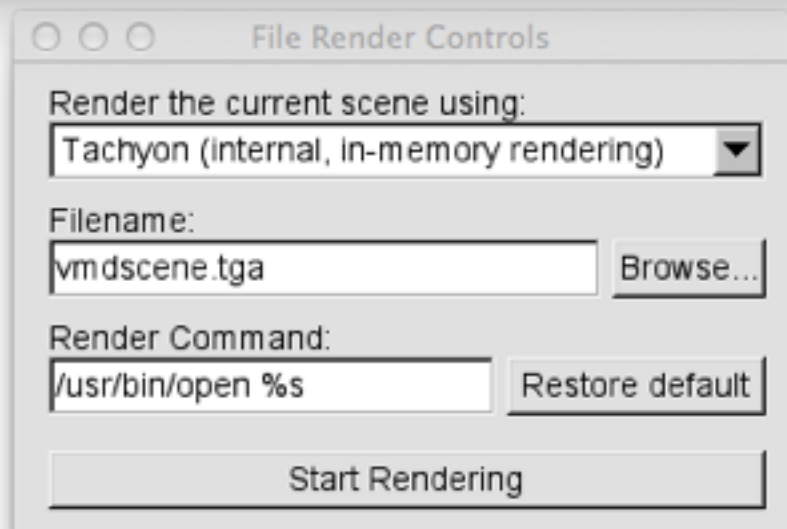 File Render Controls
Render the current scene using:
Tachyon (internal, in-memory rendering)
Filename:
vmdscene.tga
Browse...
Render Command:
/usr/bin/open %s
Restore default
Start Rendering